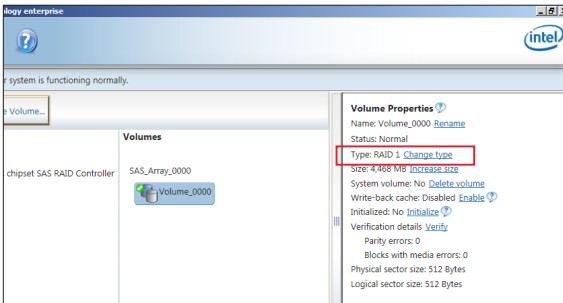 ology enterprise
intel
r system is functioning normally.
e Volume...
Volumes
chipset SAS RAID Controller
SAS_Array_0000
Volume_0000
Volume Properties
Name: Volume_0000 Rename
Status: Normal
Type: RAID 1 Change type
Size: 4,468 MB Increase size
System volume: No Delete volume
Write-back cache: Disabled Enable
Initialized: No Initialize
Verification details Verify
Parity errors: 0
Blocks with media errors: 0
Physical sector size: 512 Bytes
Logical sector size: 512 Bytes